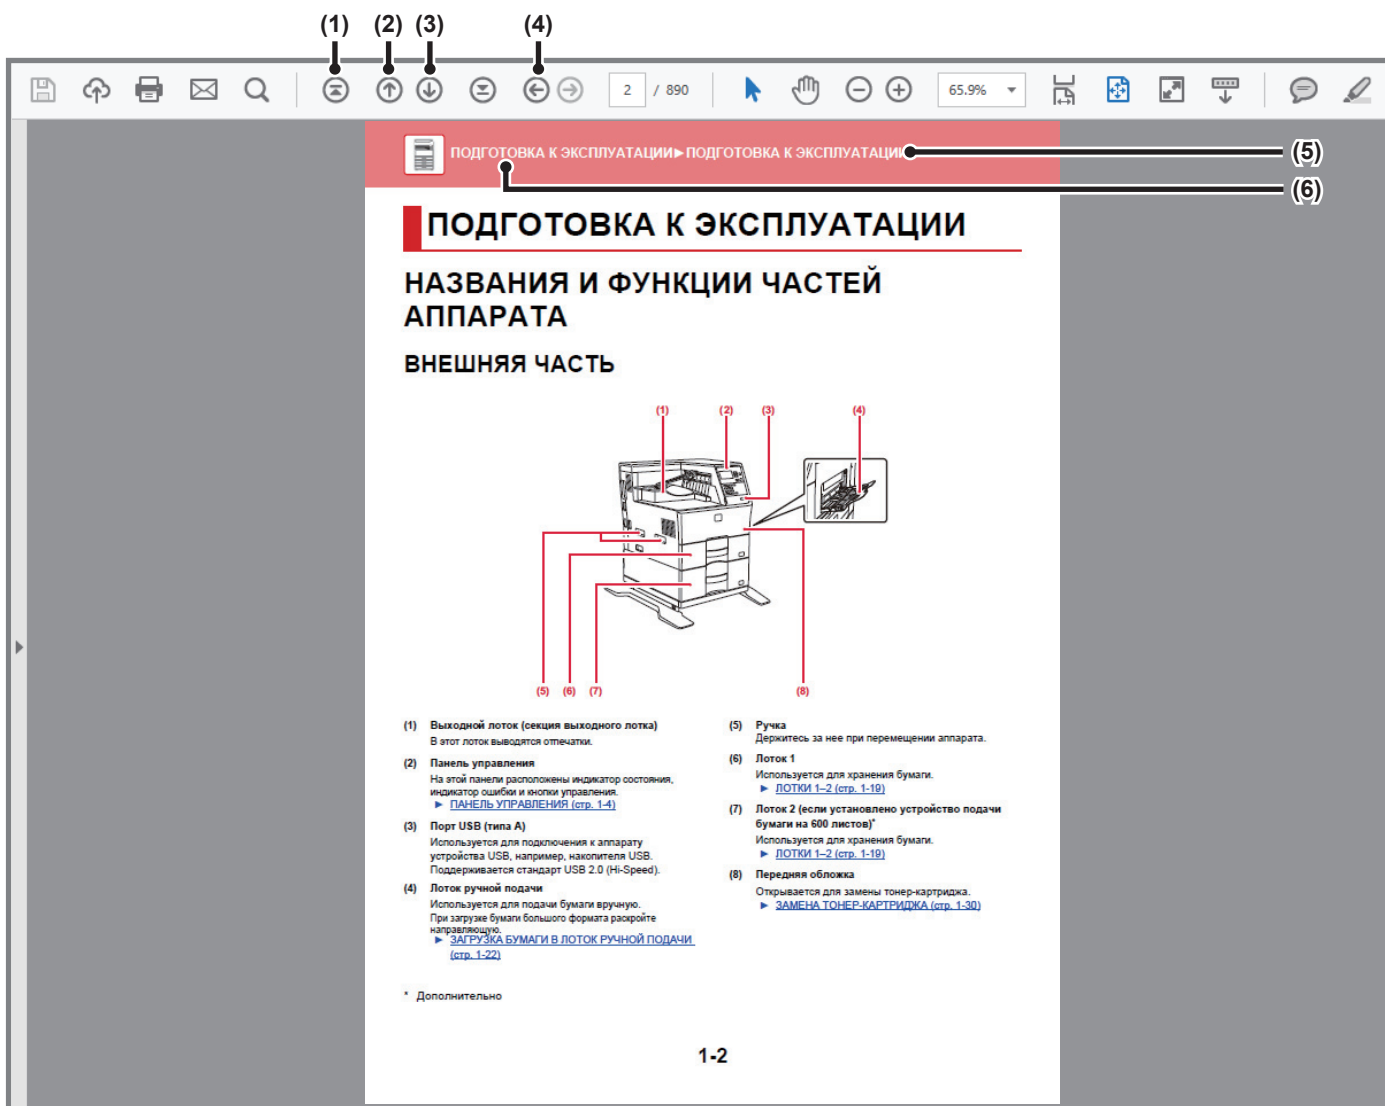 (1) (2) (3) (4)
2 / 890 65.9%
ПОДГОТОВКА К ЭКСПЛУАТАЦИИ►ПОДГОТОВКА К ЭКСПЛУАТАЦИИ
(5)
(6)
ПОДГОТОВКА К ЭКСПЛУАТАЦИИ
НАЗВАНИЯ И ФУНКЦИИ ЧАСТЕЙ
АППАРАТА
ВНЕШНЯЯ ЧАСТЬ
(1) (2) (3) (4)
(5) (6) (7) (8)
(1) Выходной лоток (секция выходного лотка)
В этот лоток выводятся отпечатки.
(2) Панель управления
На этой панели расположены индикатор состояния,
индикатор ошибки и кнопки управления.
► ПАНЕЛЬ УПРАВЛЕНИЯ (стр. 1-4)
(3) Порт USB (типа A)
Используется для подключения к аппарату
устройства USB, например, накопителя USB.
Поддерживается стандарт USB 2.0 (Hi-Speed).
(4) Лоток ручной подачи
Используется для подачи бумаги вручную.
При загрузке бумаги большого формата раскройте
направляющую.
► ЗАГРУЗКА БУМАГИ В ЛОТОК РУЧНОЙ ПОДАЧИ
(стр. 1-22)
(5) Ручка
Держитесь за нее при перемещении аппарата.
(6) Лоток 1
Используется для хранения бумаги.
► ЛОТКИ 1–2 (стр. 1-19)
(7) Лоток 2 (если установлено устройство подачи
бумаги на 600 листов)*
Используется для хранения бумаги.
► ЛОТКИ 1–2 (стр. 1-19)
(8) Передняя обложка
Открывается для замены тонер-картриджа.
► ЗАМЕНА ТОНЕР-КАРТРИДЖА (стр. 1-30)
* Дополнительно
1-2